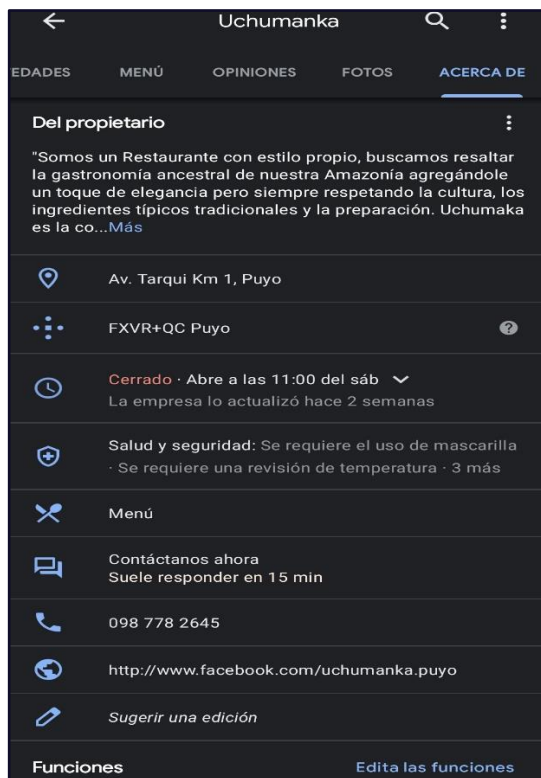 Uchumanka
EDADES MENÚ OPINIONES FOTOS ACERCA DE
Del propietario
"Somos un Restaurante con estilo propio, buscamos resaltar
la gastronomía ancestral de nuestra Amazonía agregándole
un toque de elegancia pero siempre respetando la cultura, los
ingredientes típicos tradicionales y la preparación. Uchumaka
es la co...Más
Av. Tarqui Km 1, Puyo
FXVR+QC Puyo
Cerrado · Abre a las 11:00 del sáb
La empresa lo actualizó hace 2 semanas
Salud y seguridad: Se requiere el uso de mascarilla
· Se requiere una revisión de temperatura · 3 más
Menú
Contáctanos ahora
Suele responder en 15 min
098 778 2645
http://www.facebook.com/uchumanka.puyo
Sugerir una edición
Funciones Edita las funciones